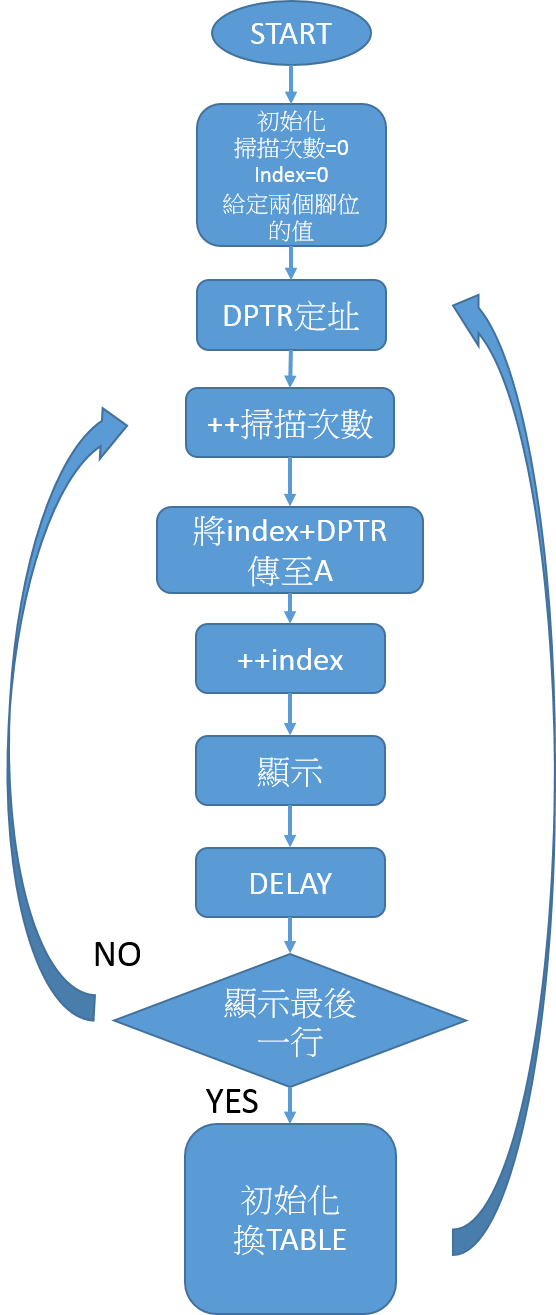 START
初始化
掃描次數=0
Index=0
給定兩個腳位
的值
DPTR定址
++掃描次數
將index+DPTR
傳至A
++index
顯示
DELAY
NO
顯示最後
一行
YES
初始化
換TABLE